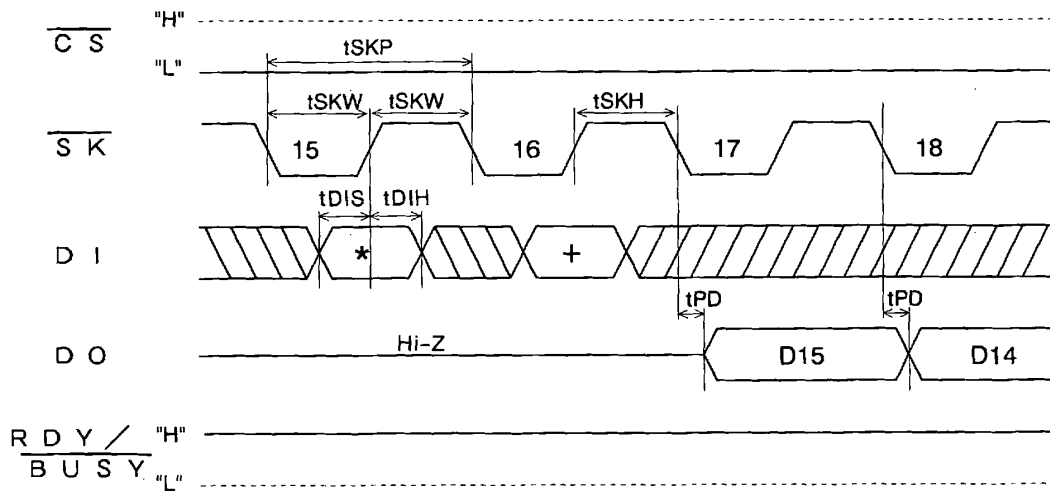 "H"
C S
"L"
tSKP
tSKW tSKW tSKH
S K
15 16 17 18
tDIS tDIH
D I
* +
tPD tPD
D O
Hi-Z
D15 D14
R D Y /
"H"
B U S Y
"L"